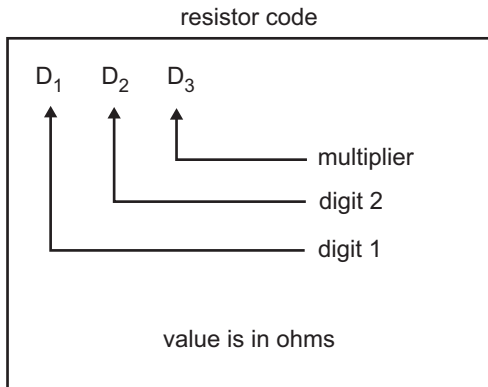 resistor code
D₁ D₂ D₃
multiplier
digit 2
digit 1
value is in ohms